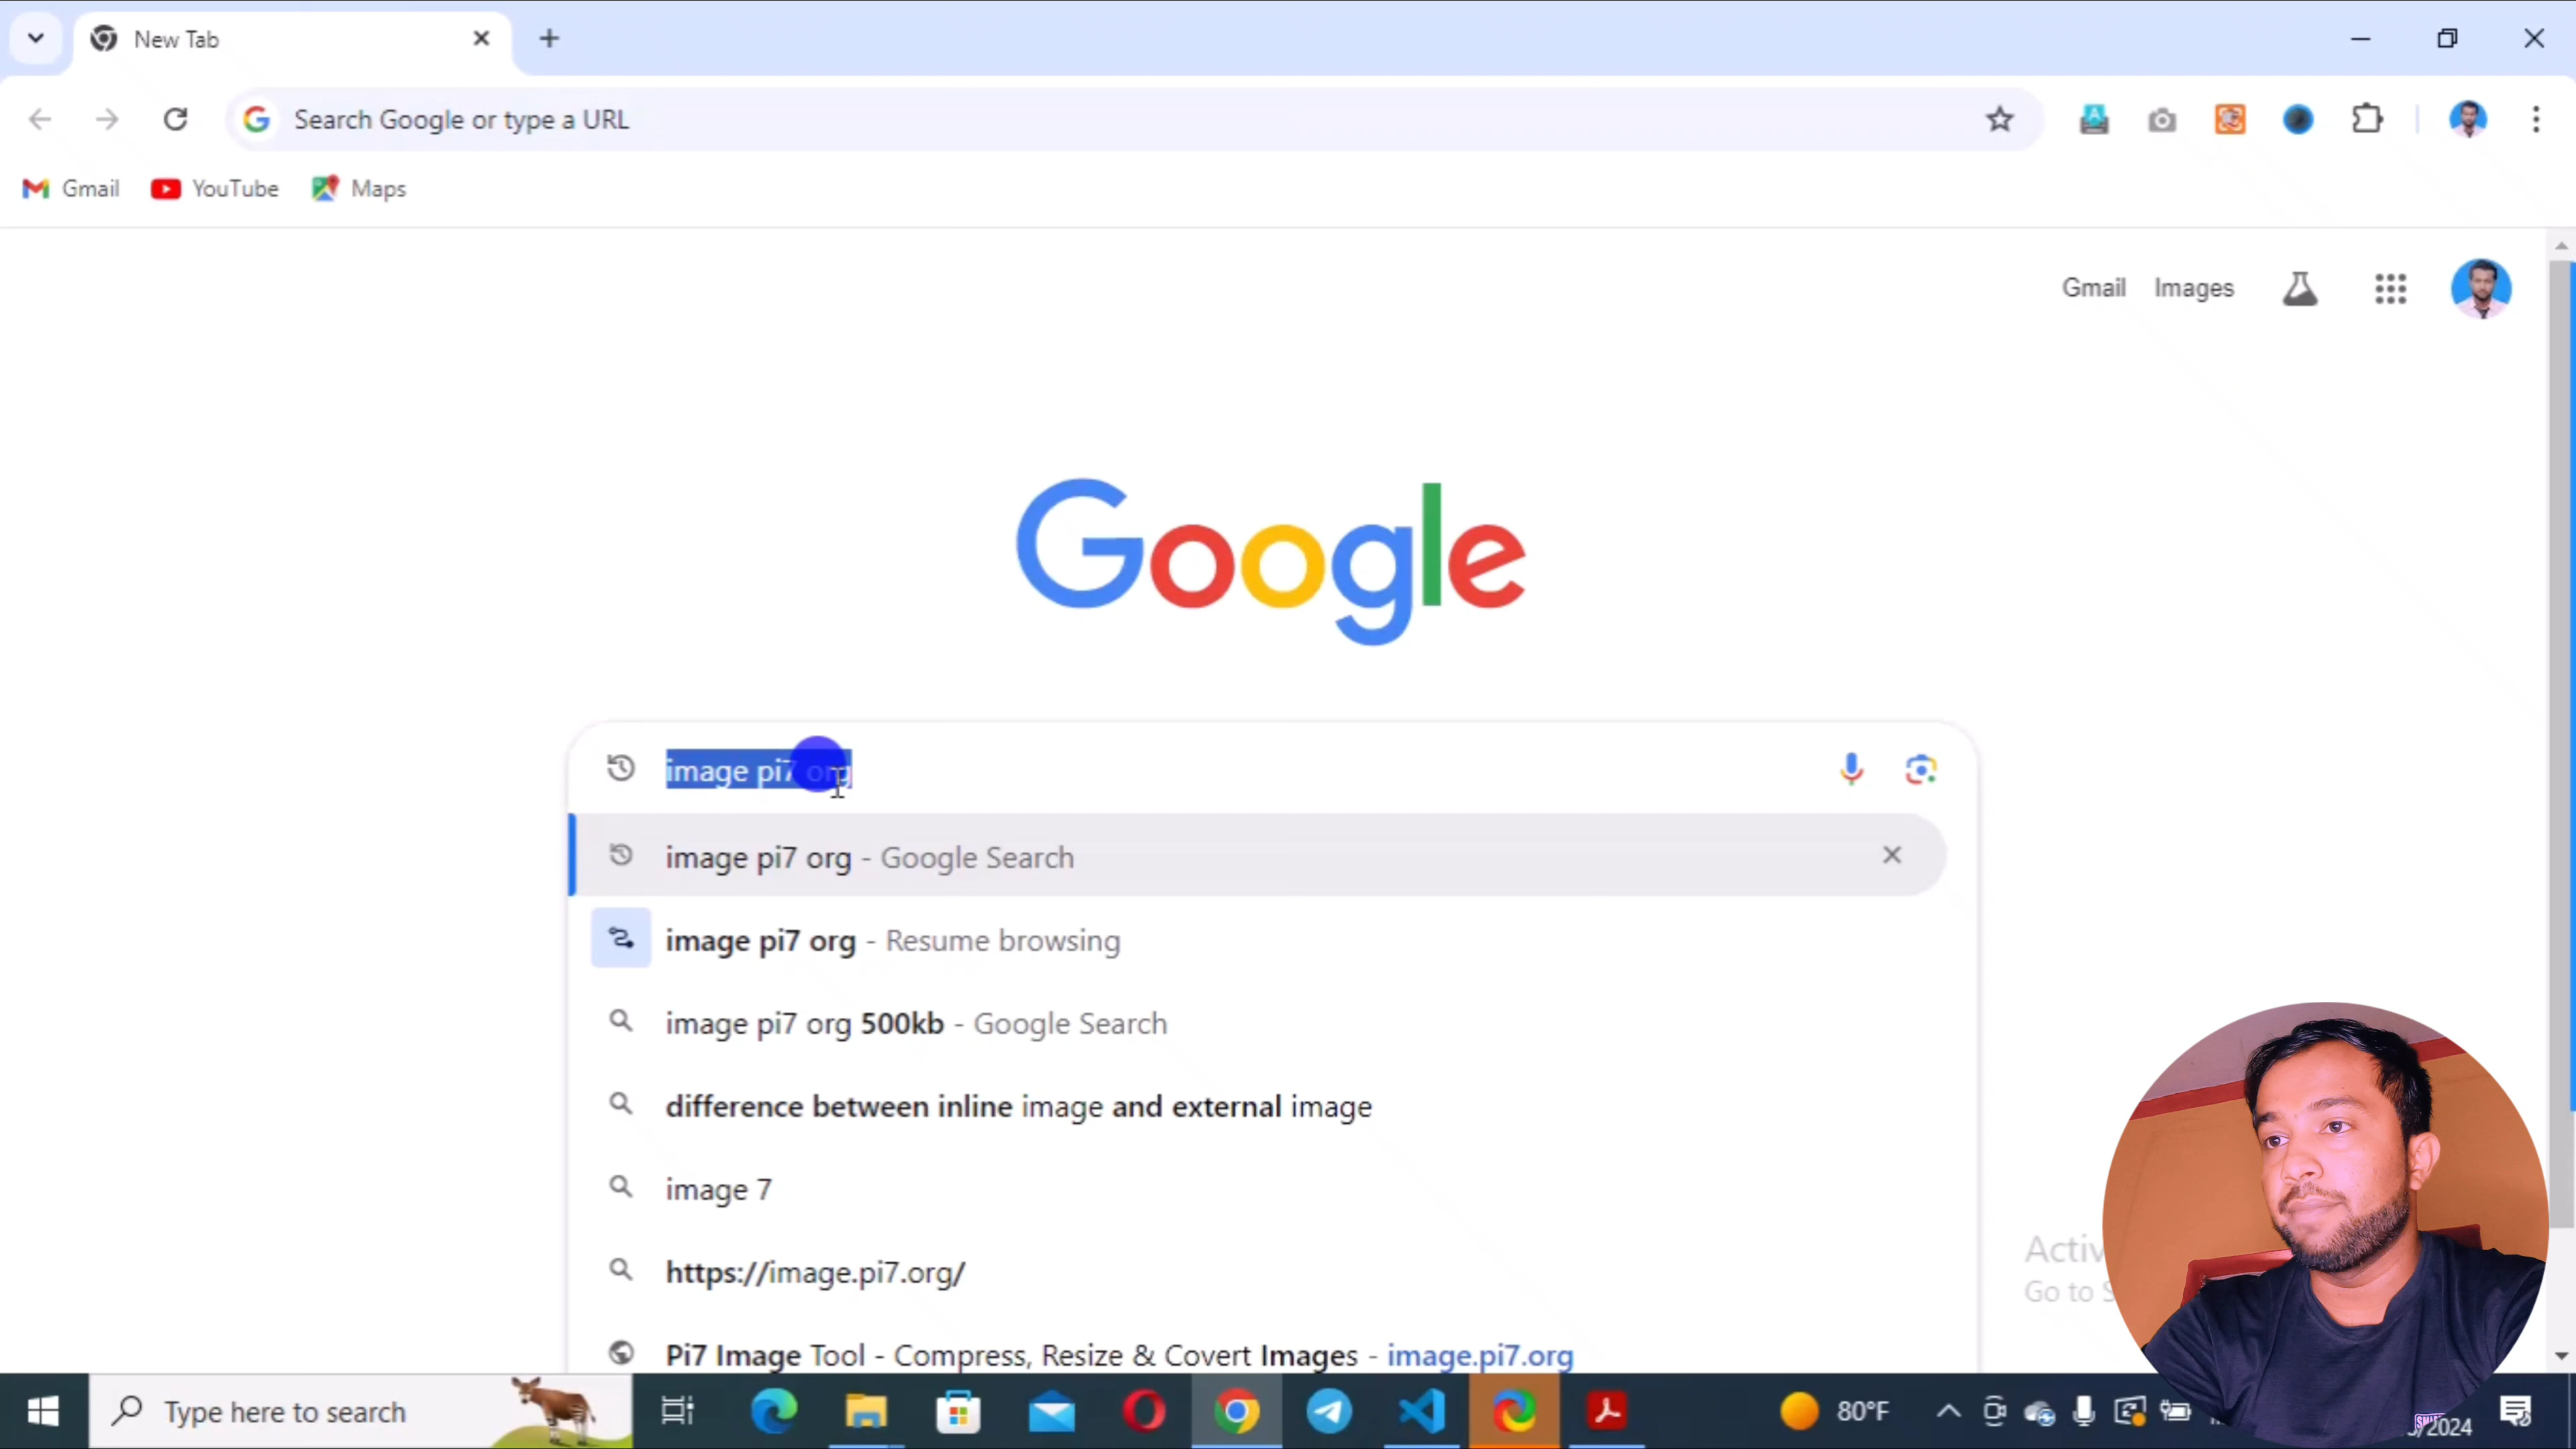 New Tab
Search Google or type a URL
Gmail YouTube Maps
Gmail Images
Google
image pi7 org
image pi7 org - Google Search
image pi7 org - Resume browsing
image pi7 org 500kb - Google Search
difference between inline image and external image
image 7
https://image.pi7.org/
Pi7 Image Tool - Compress, Resize & Covert Images - image.pi7.org
Go to
Type here to search
80°F
2024